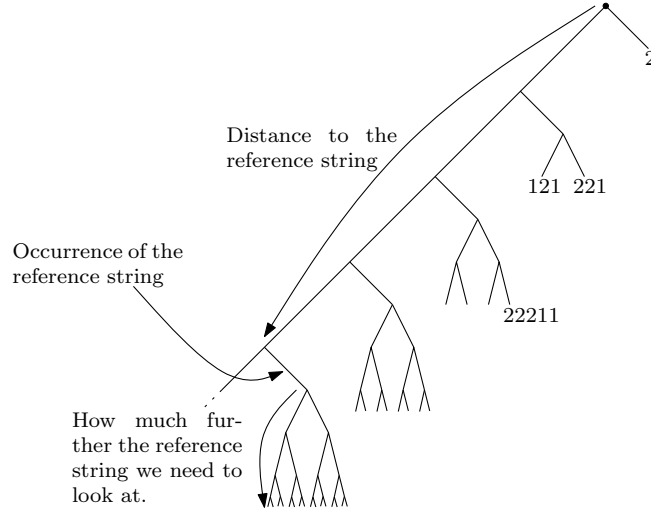 2
Distance to the
reference string
121 221
Occurrence of the
reference string
22211
How much fur-
ther the reference
string we need to
look at.